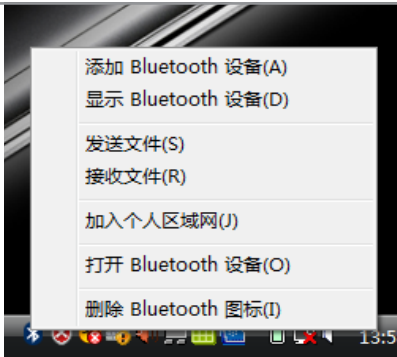 添加 Bluetooth 设备(A)
显示 Bluetooth 设备(D)
发送文件(S)
接收文件(R)
加入个人区域网(J)
打开 Bluetooth 设备(O)
删除 Bluetooth 图标(I)
13:5